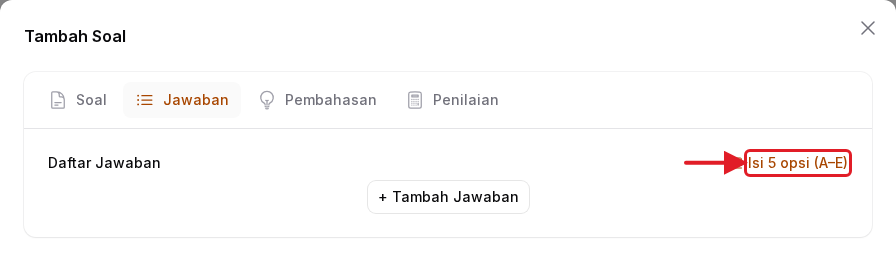 Tambah Soal
Soal
Jawaban
Pembahasan
Penilaian
Daftar Jawaban
Isi 5 opsi (A–E)
+ Tambah Jawaban